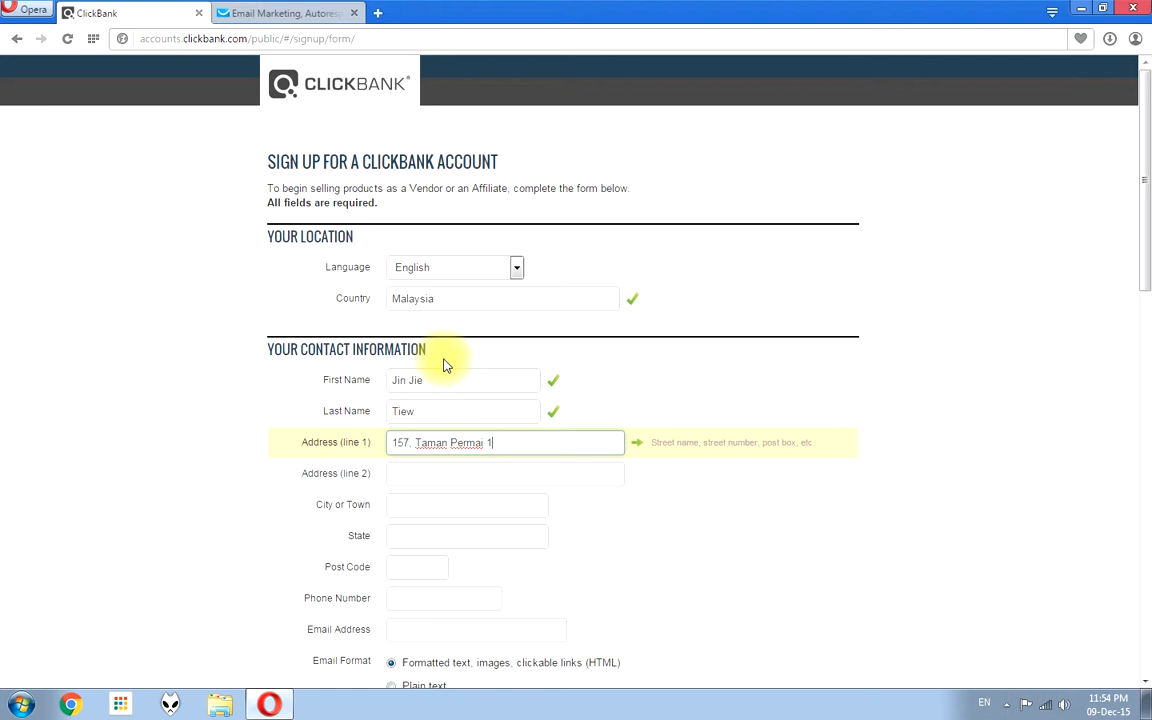 Opera
ClickBank
Email Marketing, Autoresp
accounts.clickbank.com/public/#/signup/form/
CLICKBANK®
SIGN UP FOR A CLICKBANK ACCOUNT
To begin selling products as a Vendor or an Affiliate, complete the form below.
All fields are required.
YOUR LOCATION
Language English
Country Malaysia
YOUR CONTACT INFORMATION
First Name Jin Jie
Last Name Tiew
Address (line 1) 157, Taman Permai 1 Street name, street number, post box, etc.
Address (line 2)
City or Town
State
Post Code
Phone Number
Email Address
Email Format Formatted text, images, clickable links (HTML)
Plain text
EN 11:54 PM
09-Dec-15